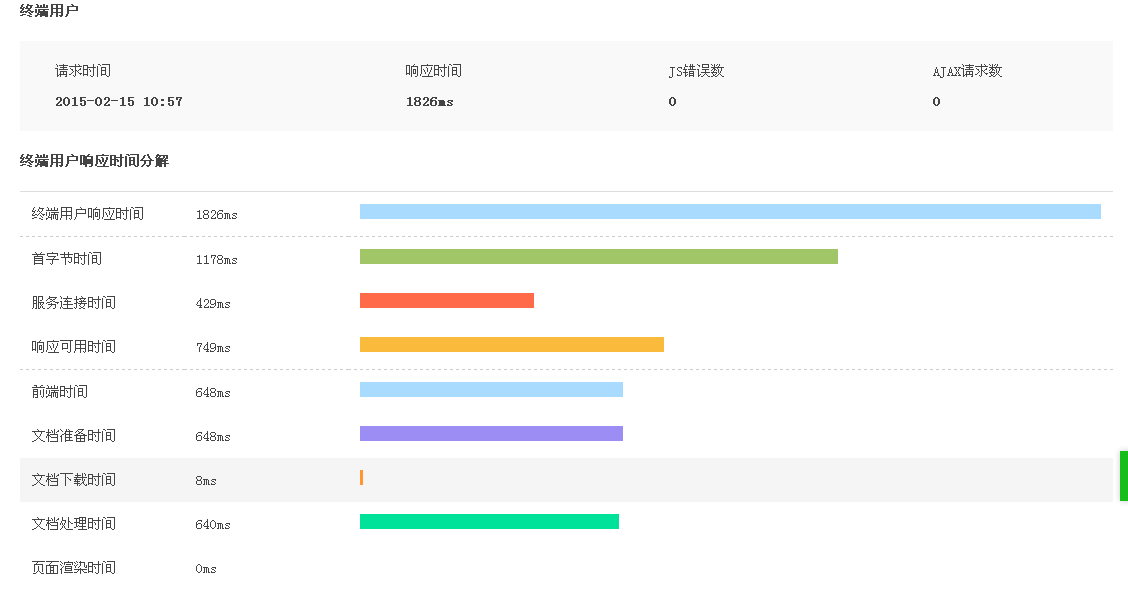 终端用户
请求时间 响应时间 JS错误数 AJAX请求数
2015-02-15 10:57 1826ms 0 0
终端用户响应时间分解
终端用户响应时间 1826ms
首字节时间 1178ms
服务连接时间 429ms
响应可用时间 749ms
前端时间 648ms
文档准备时间 648ms
文档下载时间 8ms
文档处理时间 640ms
页面渲染时间 0ms